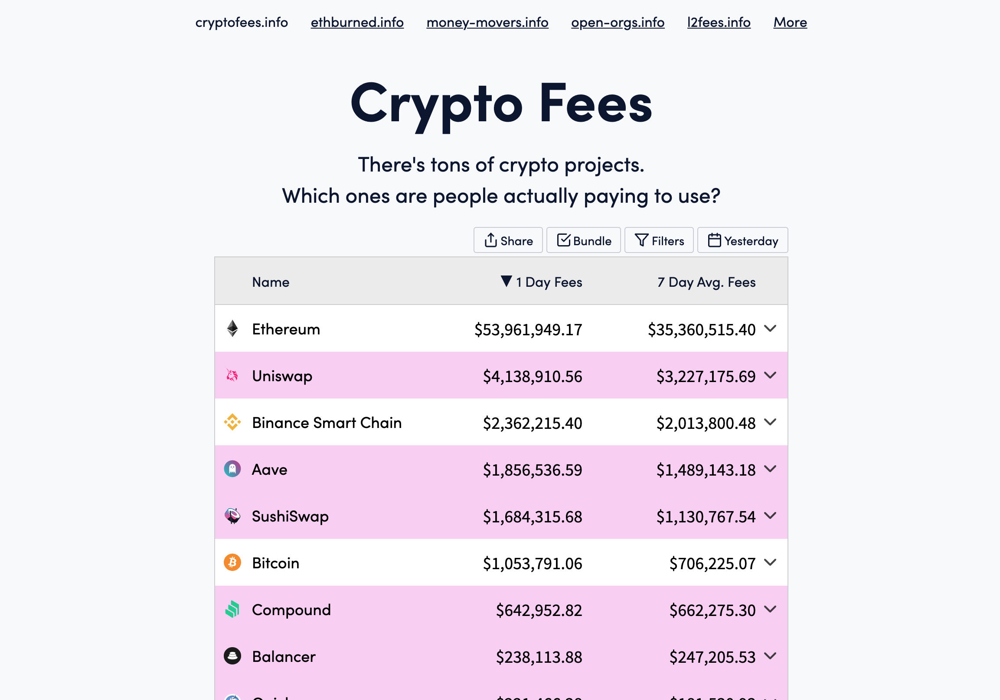 cryptofees.info ethburned.info money-movers.info open-orgs.info l2fees.info More
Crypto Fees
There's tons of crypto projects.
Which ones are people actually paying to use?
Share Bundle Filters Yesterday
Name ▼ 1 Day Fees 7 Day Avg. Fees
Ethereum $53,961,949.17 $35,360,515.40
Uniswap $4,138,910.56 $3,227,175.69
Binance Smart Chain $2,362,215.40 $2,013,800.48
Aave $1,856,536.59 $1,489,143.18
SushiSwap $1,684,315.68 $1,130,767.54
Bitcoin $1,053,791.06 $706,225.07
Compound $642,952.82 $662,275.30
Balancer $238,113.88 $247,205.53